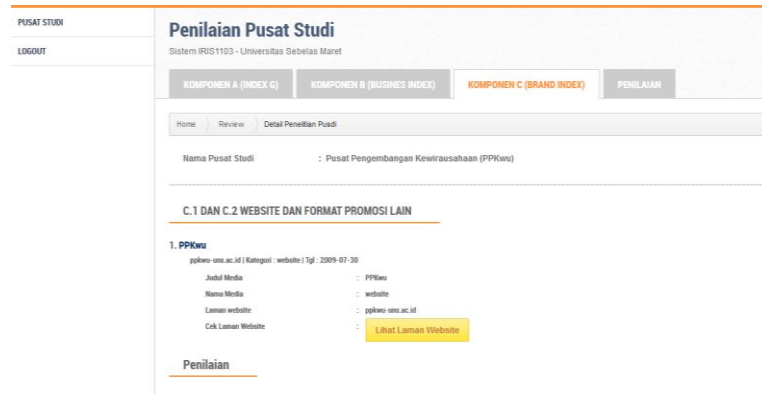 PUSAT STUDI
LOGOUT
Penilaian Pusat Studi
Sistem IRIS1103 - Universitas Sebelas Maret
KOMPONEN A (INDEX G) KOMPONEN B (BUSINES INDEX) KOMPONEN C (BRAND INDEX) PENILAIAN
Home Review Detail Penelitian Pusdi
Nama Pusat Studi : Pusat Pengembangan Kewirausahaan (PPKwu)
C.1 DAN C.2 WEBSITE DAN FORMAT PROMOSI LAIN
1. PPKwu
ppkwu-uns.ac.id | Kategori : website | Tgl : 2009-07-30
Judul Media : PPKwu
Nama Media : website
Laman website : ppkwu-uns.ac.id
Cek Laman Website : Lihat Laman Website
Penilaian